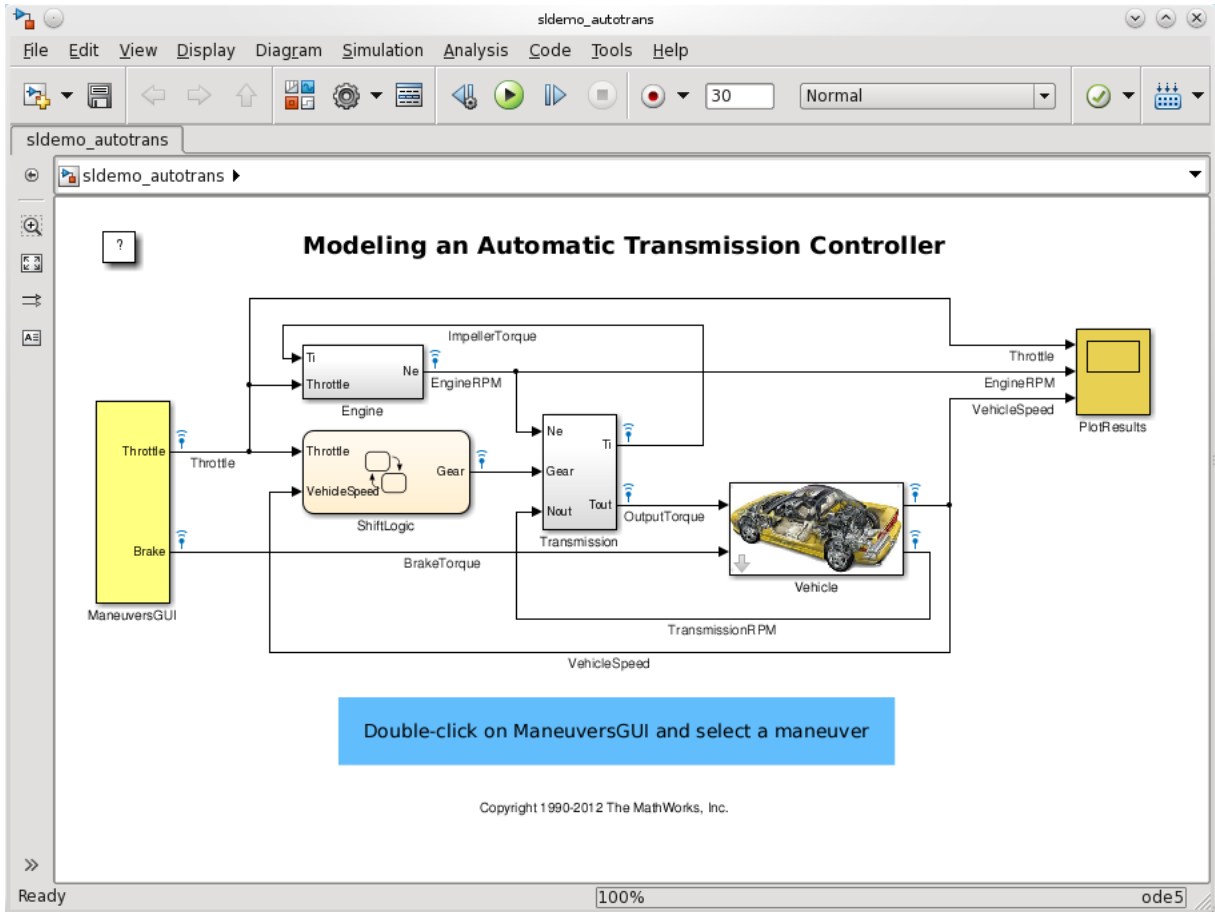 sldemo_autotrans
File Edit View Display Diagram Simulation Analysis Code Tools Help
30 Normal
sldemo_autotrans
sldemo_autotrans
?
Modeling an Automatic Transmission Controller
ImpellerTorque
Ti
Throttle
Ne
EngineRPM
Engine
Throttle
EngineRPM
VehicleSpeed
PlotResults
Throttle
Brake
ManeuversGUI
Throttle
Throttle
VehicleSpeed
Gear
ShiftLogic
Ne
Gear
Nout
Ti
Tout
Transmission
OutputTorque
BrakeTorque
Vehicle
TransmissionRPM
VehicleSpeed
Double-click on ManeuversGUI and select a maneuver
Copyright 1990-2012 The MathWorks, Inc.
Ready 100% ode5